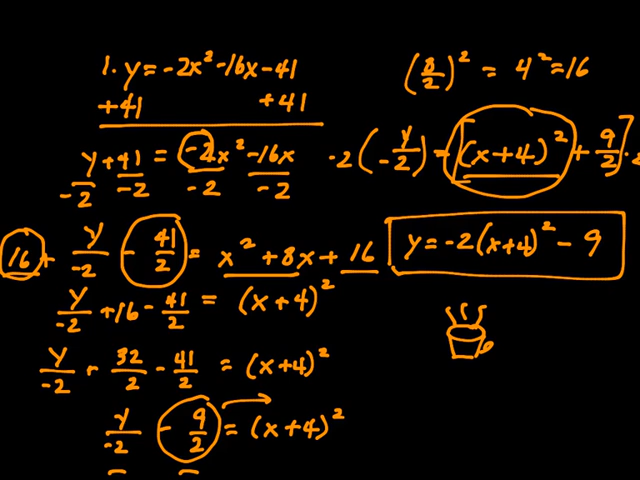 1. y = -2x² - 16x - 41
+41 +41
y + 41 = -2x² - 16x
-2 -2 -2 -2
16 + y/-2 - 41/2 = x² + 8x + 16
y/-2 + 16 - 41/2 = (x+4)²
y/-2 + 32/2 - 41/2 = (x+4)²
y/-2 - 9/2 = (x+4)²
(8/2)² = 4² = 16
-2(-y/2) = [(x+4)² + 9/2]·-2
y = -2(x+4)² - 9